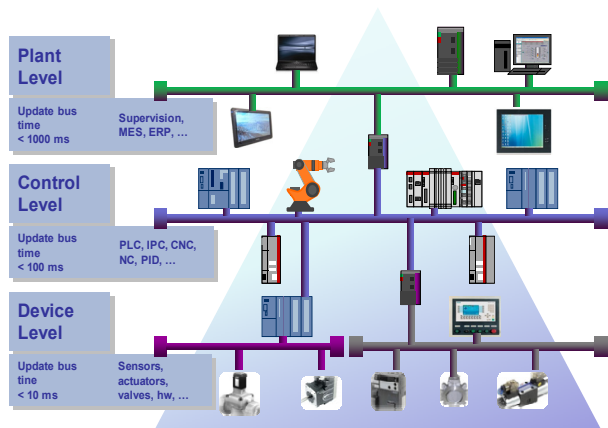 Plant
Level
Update bus
time
< 1000 ms
Supervision,
MES, ERP, ...
Control
Level
Update bus
time
< 100 ms
PLC, IPC, CNC,
NC, PID, ...
Device
Level
Update bus
tine
< 10 ms
Sensors,
actuators,
valves, hw, ...